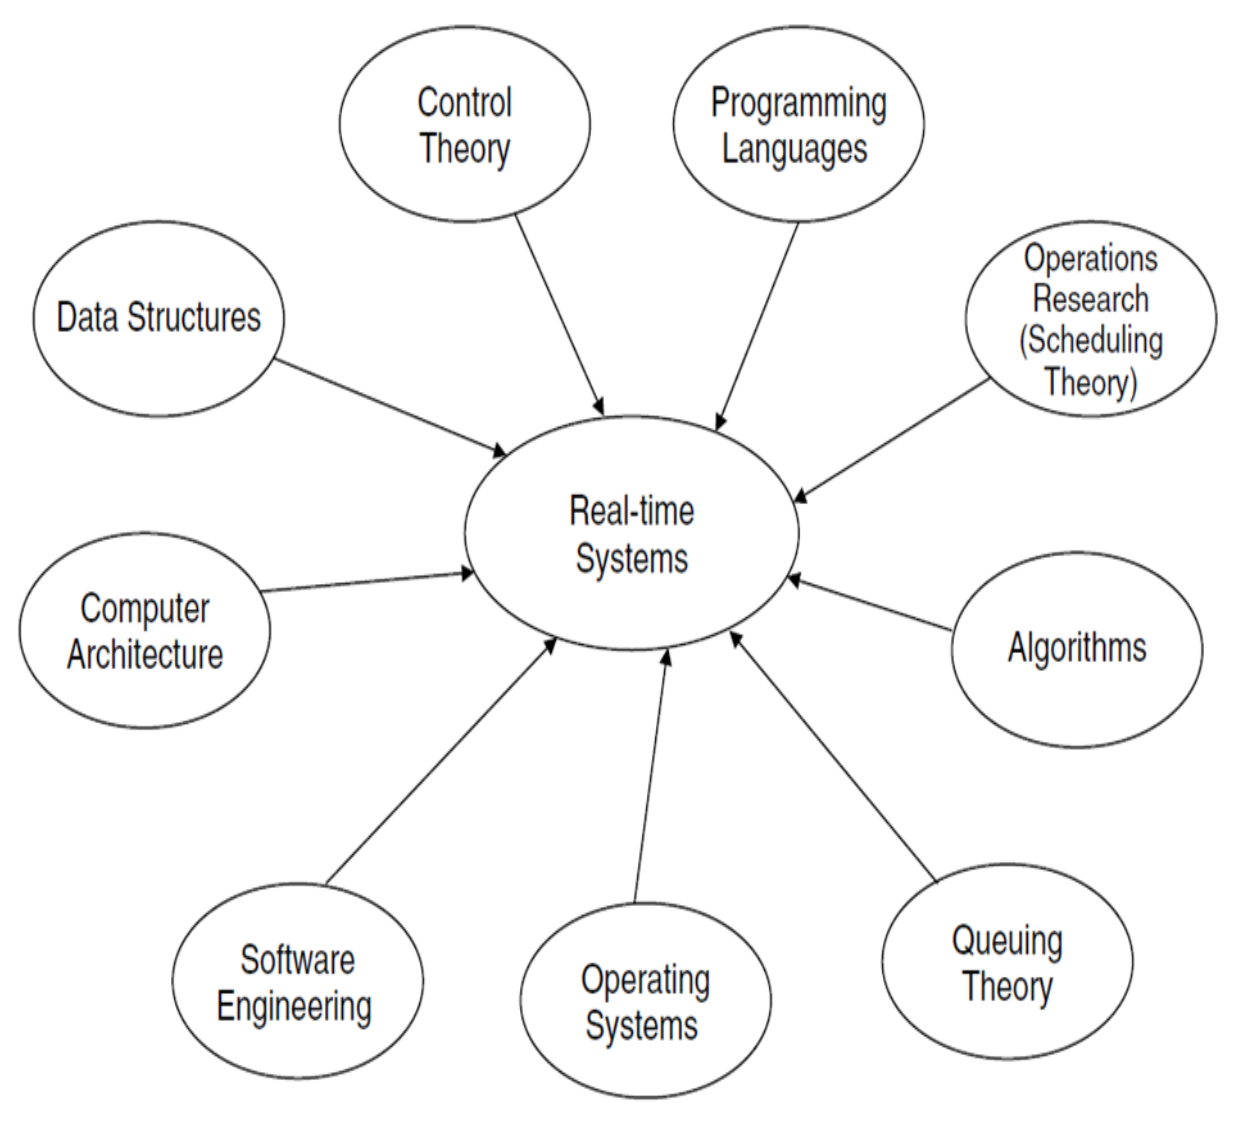 Control
Theory
Programming
Languages
Operations
Research
(Scheduling
Theory)
Data Structures
Real-time
Systems
Computer
Architecture
Algorithms
Software
Engineering
Operating
Systems
Queuing
Theory